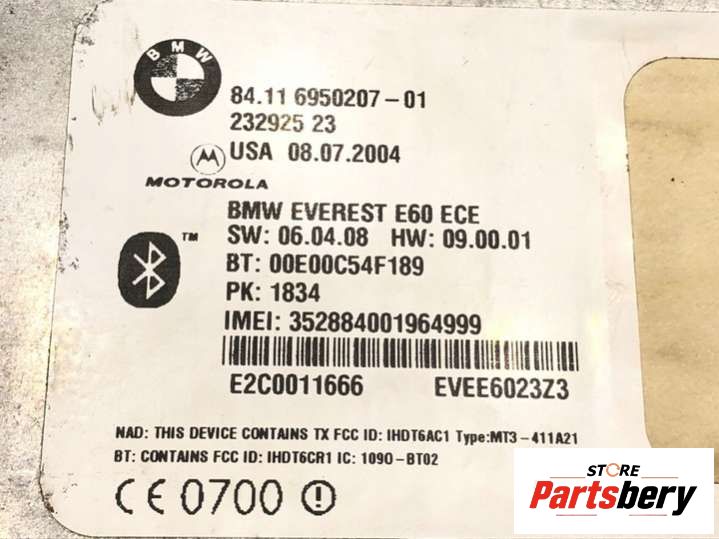 BMW
84.11 6950207-01
232925 23
USA 08.07.2004
MOTOROLA
BMW EVEREST E60 ECE
SW: 06.04.08 HW: 09.00.01
TM
BT: 00E00C54F189
PK: 1834
IMEI: 352884001964999
E2C0011666 EVEE6023Z3
NAD: THIS DEVICE CONTAINS TX FCC ID: IHDT6AC1 Type:MT3-411A21
BT: CONTAINS FCC ID: IHDT6CR1 IC: 1090-BT02
CE 0700
STORE
Partsbery